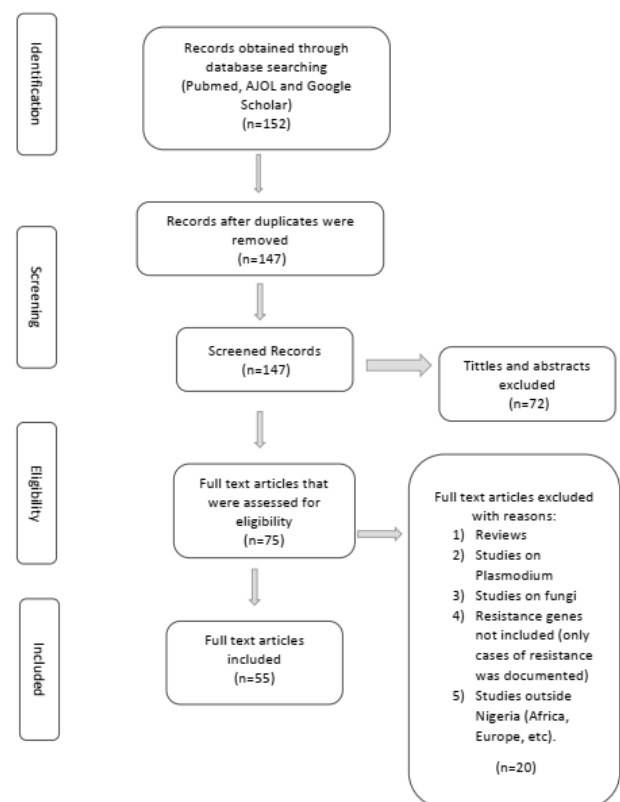 Identification
Records obtained through
database searching
(Pubmed, AJOL and Google
Scholar)
(n=152)
Screening
Records after duplicates were
removed
(n=147)
Screened Records
(n=147)
Tittles and abstracts
excluded
(n=72)
Eligibility
Full text articles that
were assessed for
eligibility
(n=75)
Full text articles excluded
with reasons:
1) Reviews
2) Studies on
Plasmodium
3) Studies on fungi
4) Resistance genes
not included (only
cases of resistance
was documented)
5) Studies outside
Nigeria (Africa,
Europe, etc).
(n=20)
Included
Full text articles
included
(n=55)